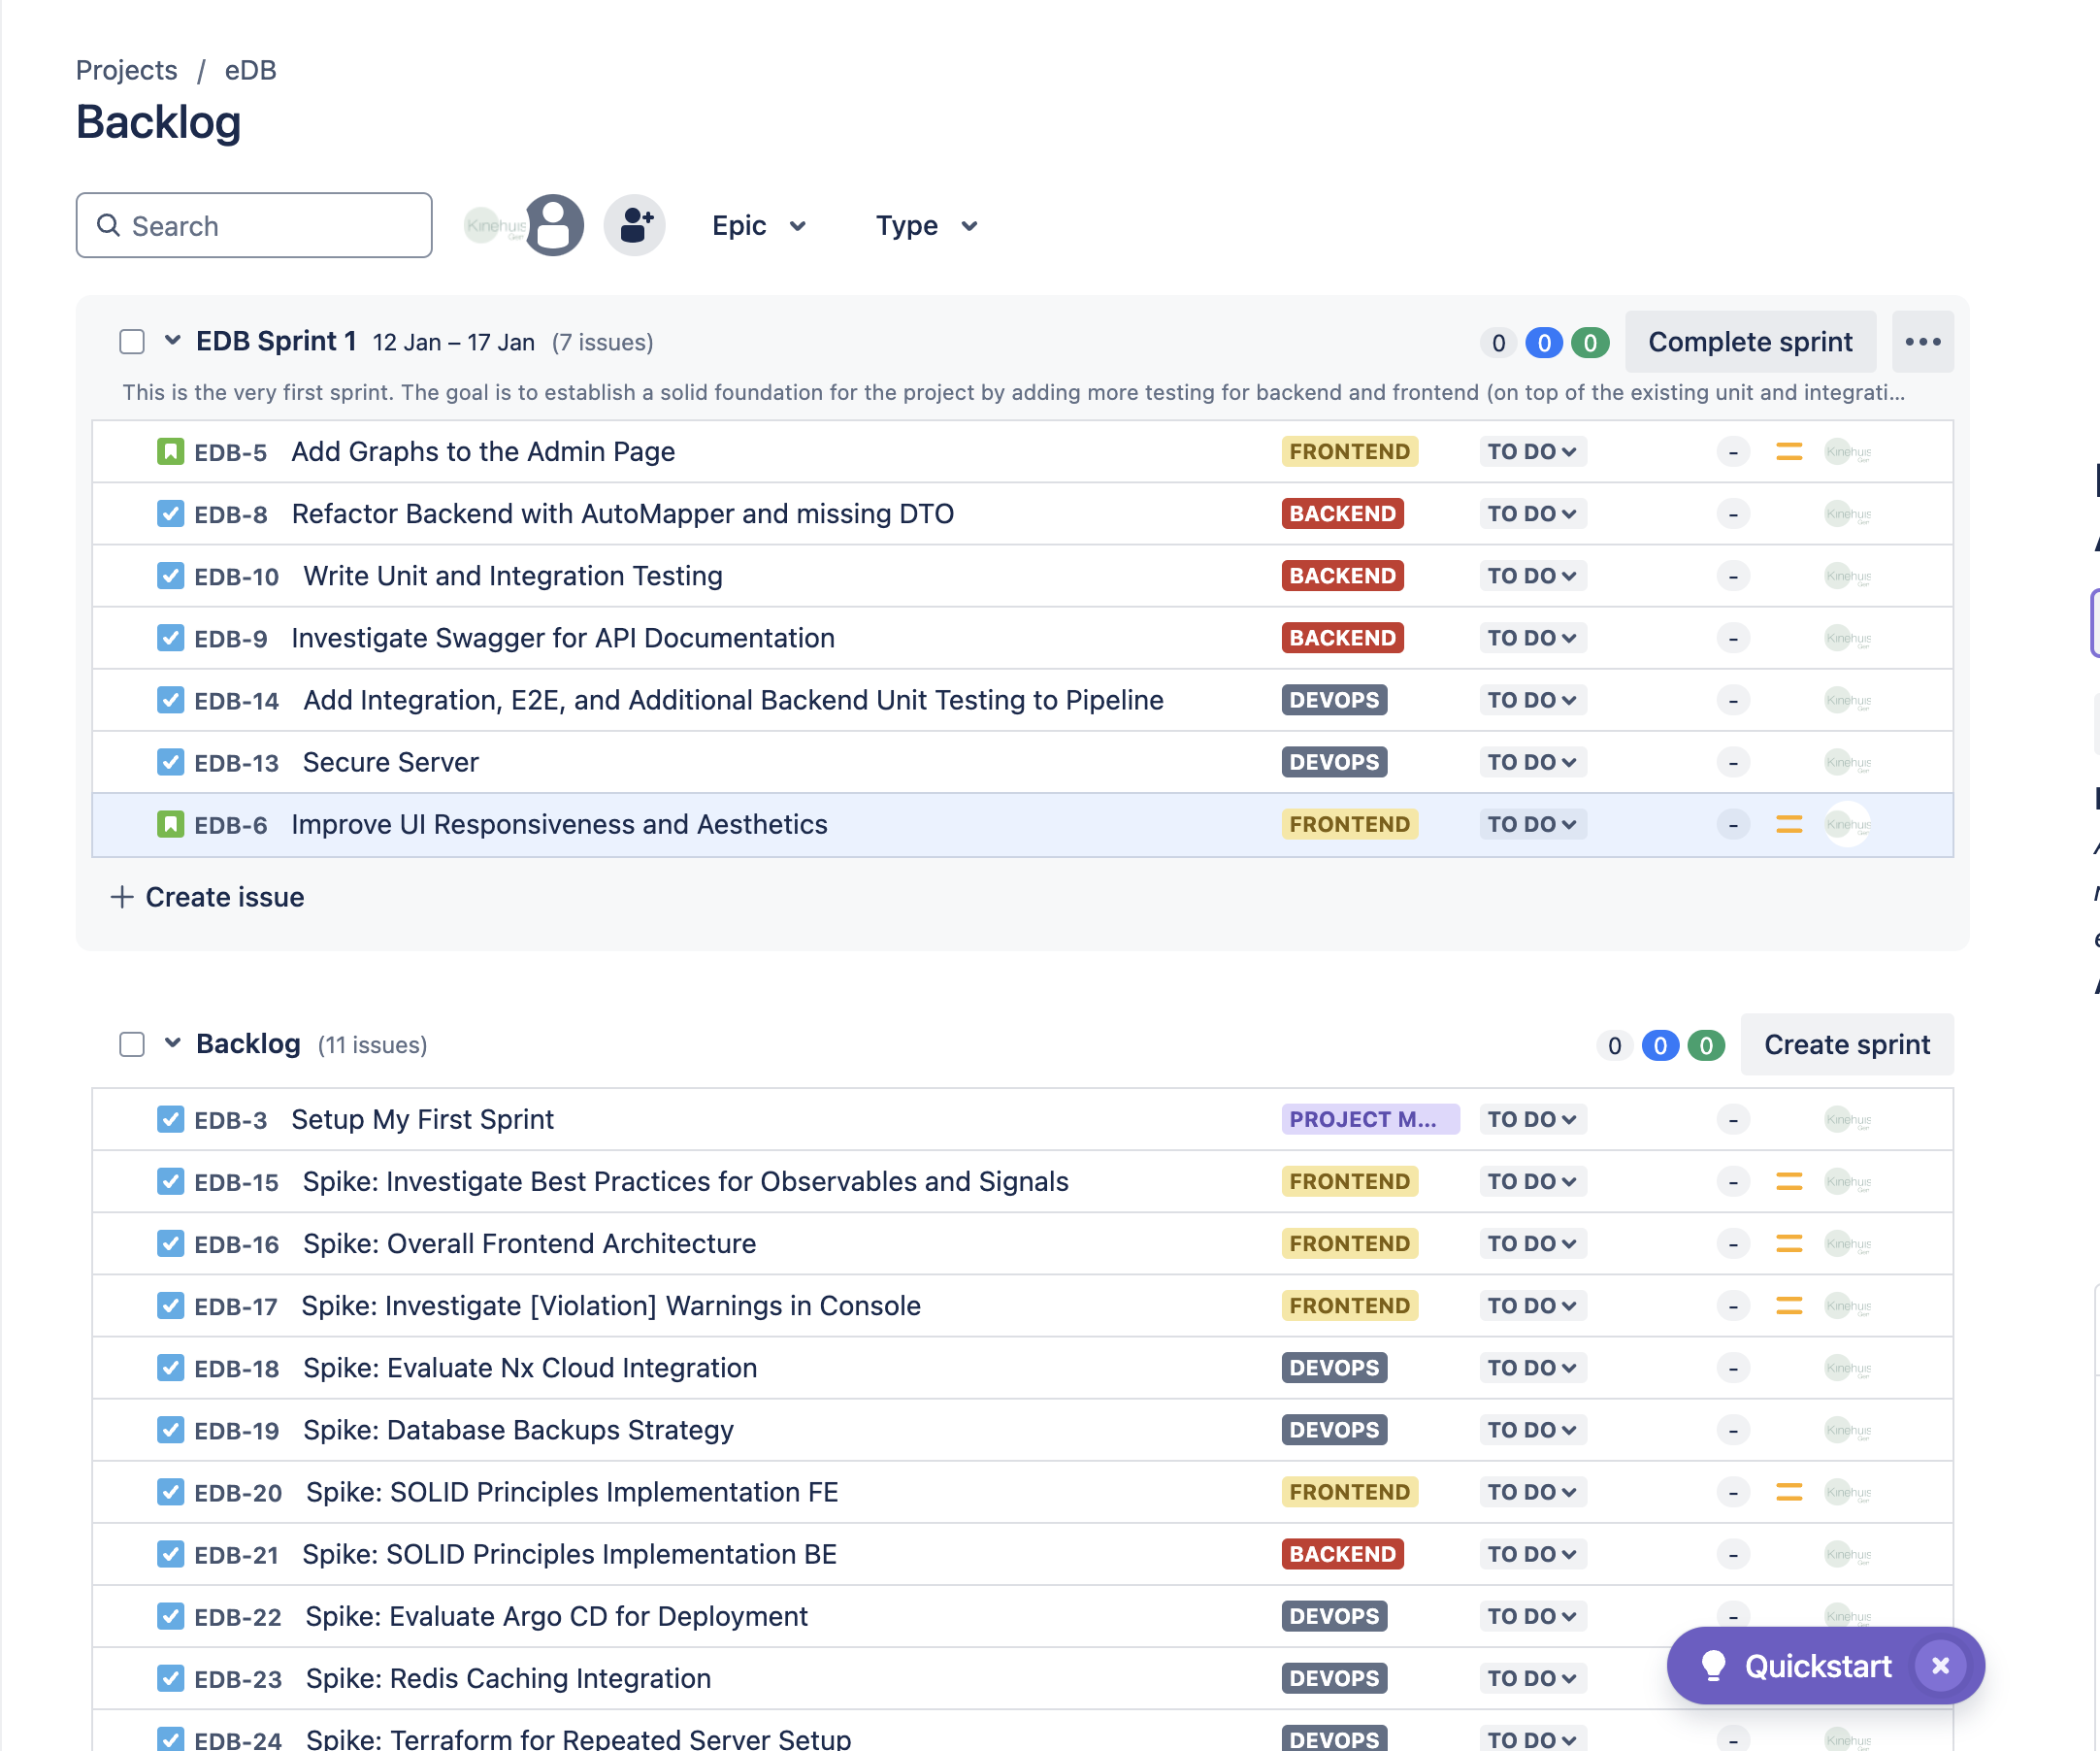 Projects / eDB
Backlog
Search Epic Type
EDB Sprint 1 12 Jan – 17 Jan (7 issues) 0 0 0 Complete sprint
This is the very first sprint. The goal is to establish a solid foundation for the project by adding more testing for backend and frontend (on top of the existing unit and integrati...
EDB-5 Add Graphs to the Admin Page FRONTEND TO DO -
EDB-8 Refactor Backend with AutoMapper and missing DTO BACKEND TO DO -
EDB-10 Write Unit and Integration Testing BACKEND TO DO -
EDB-9 Investigate Swagger for API Documentation BACKEND TO DO -
EDB-14 Add Integration, E2E, and Additional Backend Unit Testing to Pipeline DEVOPS TO DO -
EDB-13 Secure Server DEVOPS TO DO -
EDB-6 Improve UI Responsiveness and Aesthetics FRONTEND TO DO -
Create issue
Backlog (11 issues) 0 0 0 Create sprint
EDB-3 Setup My First Sprint PROJECT M... TO DO -
EDB-15 Spike: Investigate Best Practices for Observables and Signals FRONTEND TO DO -
EDB-16 Spike: Overall Frontend Architecture FRONTEND TO DO -
EDB-17 Spike: Investigate [Violation] Warnings in Console FRONTEND TO DO -
EDB-18 Spike: Evaluate Nx Cloud Integration DEVOPS TO DO -
EDB-19 Spike: Database Backups Strategy DEVOPS TO DO -
EDB-20 Spike: SOLID Principles Implementation FE FRONTEND TO DO -
EDB-21 Spike: SOLID Principles Implementation BE BACKEND TO DO -
EDB-22 Spike: Evaluate Argo CD for Deployment DEVOPS TO DO -
EDB-23 Spike: Redis Caching Integration DEVOPS TO DO
Quickstart
EDB-24 Spike: Terraform for Repeated Server Setup DEVOPS TO DO -